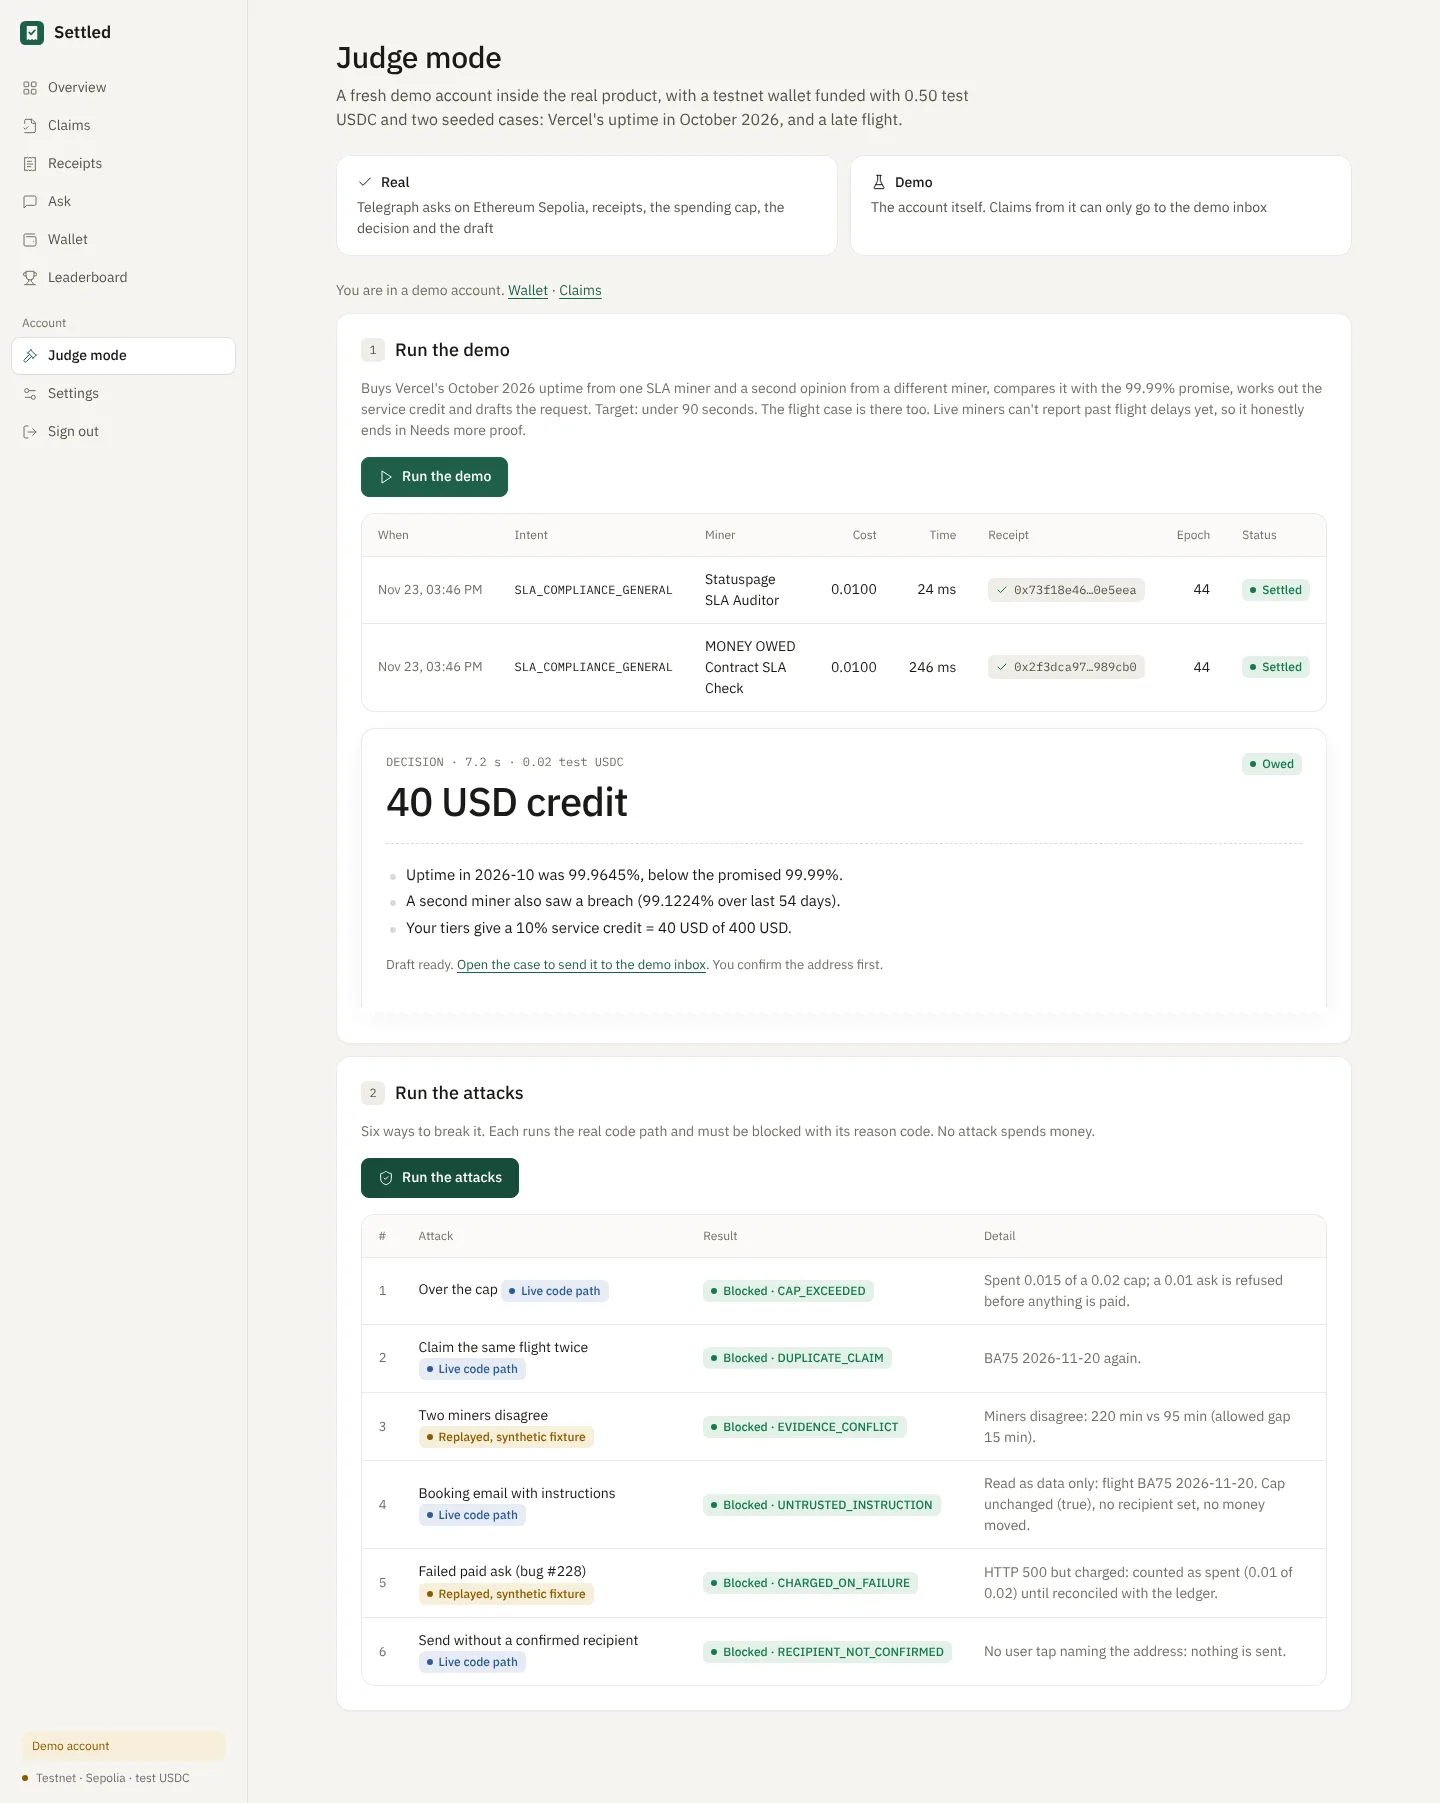 Settled
Overview
Claims
Receipts
Ask
Wallet
Leaderboard
Account
Judge mode
Settings
Sign out
Demo account
Testnet · Sepolia · test USDC
Judge mode
A fresh demo account inside the real product, with a testnet wallet funded with 0.50 test
USDC and two seeded cases: Vercel's uptime in October 2026, and a late flight.
Real
Telegraph asks on Ethereum Sepolia, receipts, the spending cap, the
decision and the draft
Demo
The account itself. Claims from it can only go to the demo inbox
You are in a demo account. Wallet · Claims
1 Run the demo
Buys Vercel's October 2026 uptime from one SLA miner and a second opinion from a different miner, compares it with the 99.99% promise, works out the
service credit and drafts the request. Target: under 90 seconds. The flight case is there too. Live miners can't report past flight delays yet, so it honestly
ends in Needs more proof.
Run the demo
When Intent Miner Cost Time Receipt Epoch Status
Nov 23, 03:46 PM SLA_COMPLIANCE_GENERAL Statuspage SLA Auditor 0.0100 24 ms 0x73f18e46…0e5eea 44 Settled
Nov 23, 03:46 PM SLA_COMPLIANCE_GENERAL MONEY OWED Contract SLA Check 0.0100 246 ms 0x2f3dca97…989cb0 44 Settled
DECISION · 7.2 s · 0.02 test USDC
Owed
40 USD credit
Uptime in 2026-10 was 99.9645%, below the promised 99.99%.
A second miner also saw a breach (99.1224% over last 54 days).
Your tiers give a 10% service credit = 40 USD of 400 USD.
Draft ready. Open the case to send it to the demo inbox. You confirm the address first.
2 Run the attacks
Six ways to break it. Each runs the real code path and must be blocked with its reason code. No attack spends money.
Run the attacks
# Attack Result Detail
1 Over the cap Live code path Blocked · CAP_EXCEEDED Spent 0.015 of a 0.02 cap; a 0.01 ask is refused
before anything is paid.
2 Claim the same flight twice
Live code path Blocked · DUPLICATE_CLAIM BA75 2026-11-20 again.
3 Two miners disagree
Replayed, synthetic fixture Blocked · EVIDENCE_CONFLICT Miners disagree: 220 min vs 95 min (allowed gap
15 min).
4 Booking email with instructions
Live code path Blocked · UNTRUSTED_INSTRUCTION Read as data only: flight BA75 2026-11-20. Cap
unchanged (true), no recipient set, no money
moved.
5 Failed paid ask (bug #228)
Replayed, synthetic fixture Blocked · CHARGED_ON_FAILURE HTTP 500 but charged: counted as spent (0.01 of
0.02) until reconciled with the ledger.
6 Send without a confirmed recipient
Live code path Blocked · RECIPIENT_NOT_CONFIRMED No user tap naming the address: nothing is sent.